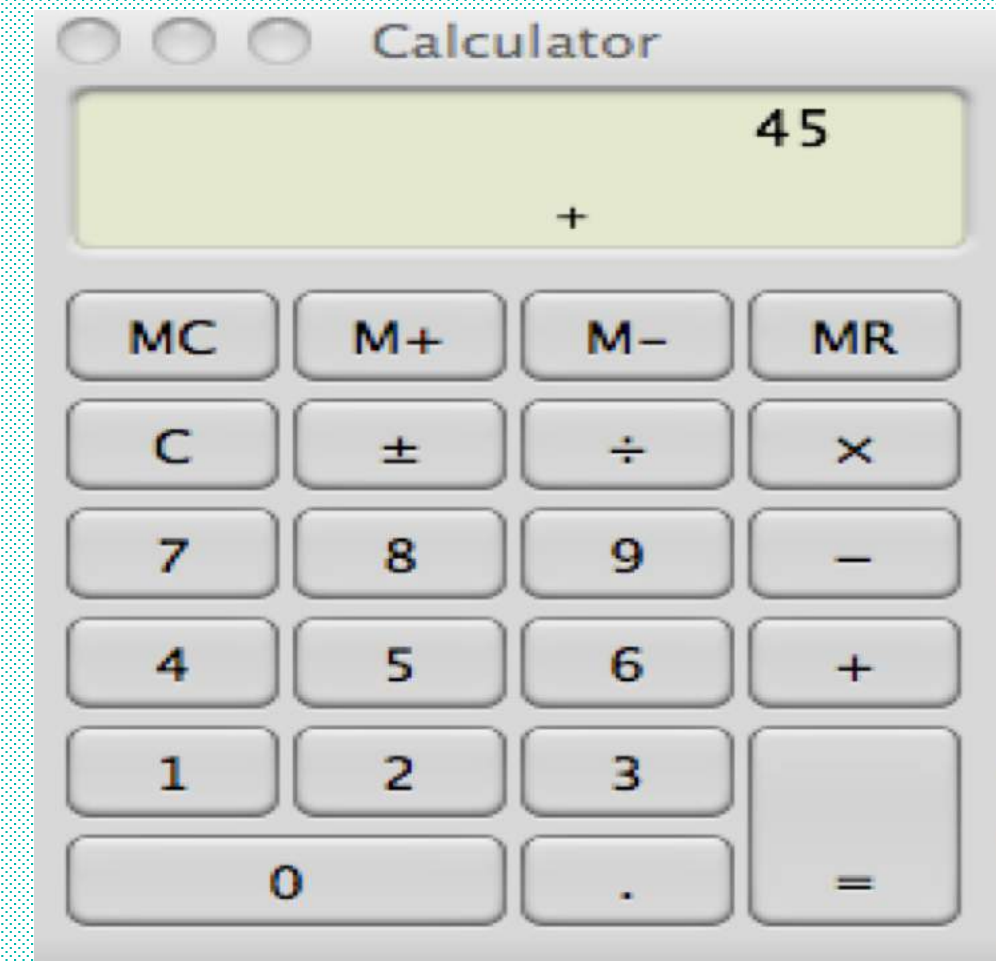 Calculator
45
+
MC M+ M− MR
C ± ÷ ×
7 8 9 −
4 5 6 +
1 2 3
0 . =